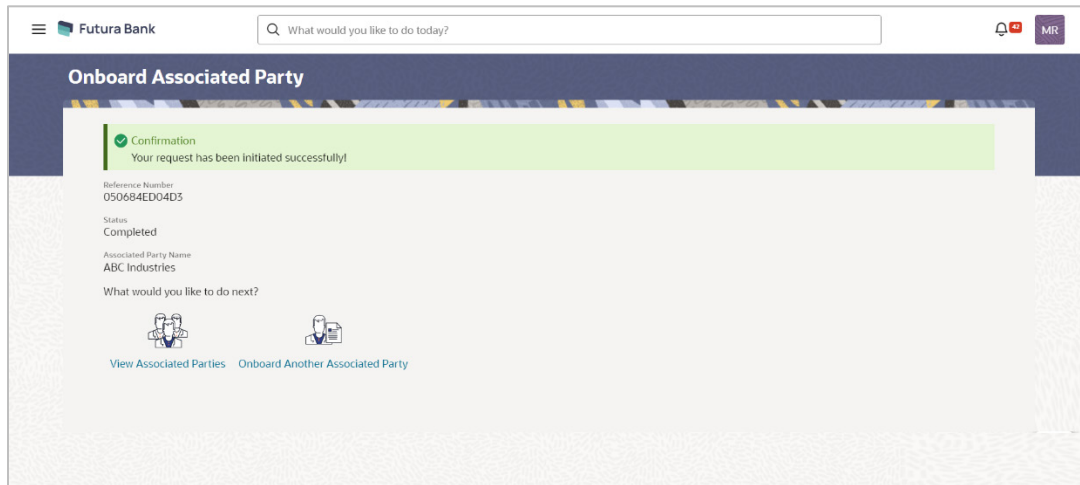 Futura Bank
What would you like to do today?
42
MR
Onboard Associated Party
Confirmation
Your request has been initiated successfully!
Reference Number
050684ED04D3
Status
Completed
Associated Party Name
ABC Industries
What would you like to do next?
View Associated Parties
Onboard Another Associated Party